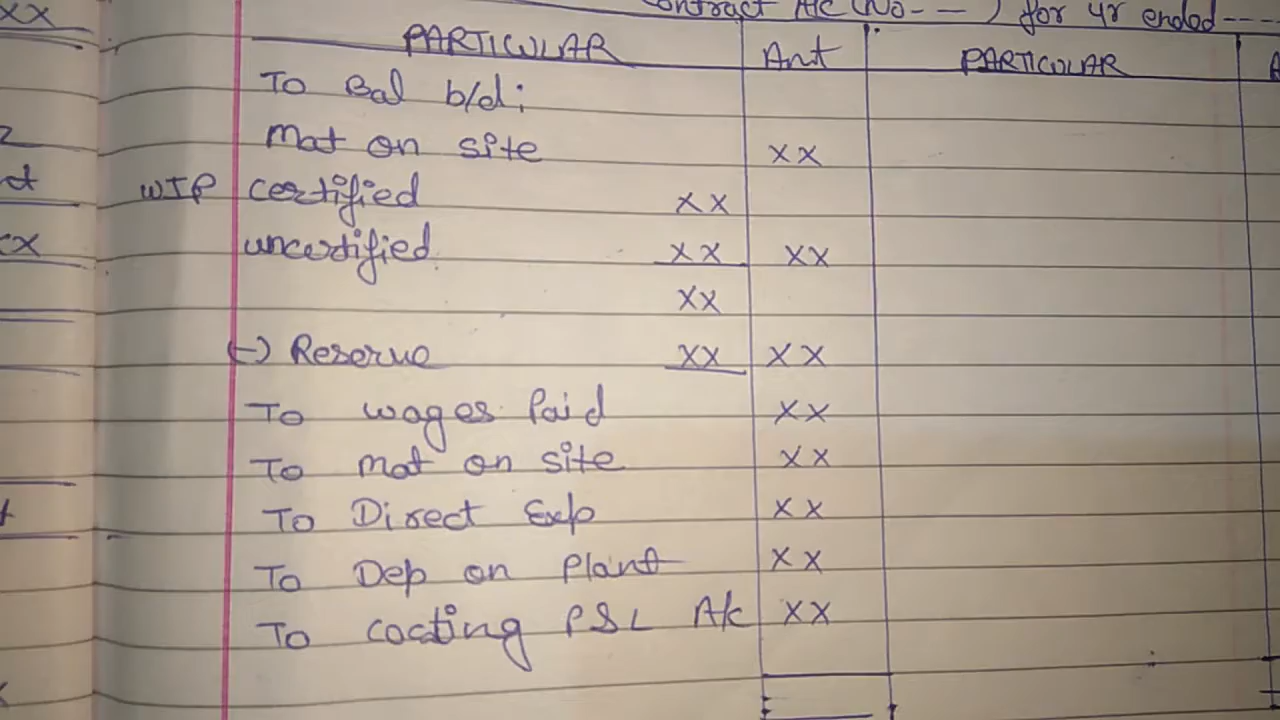 Contract A/c (No-- ) for yr ended----
PARTICULAR Amt PARTICULAR
To Bal b/d:
Mat on site xx
WIP certified xx
uncertified xx xx
xx
(-) Reserve xx xx
To wages Paid xx
To mat on site xx
To Direct Exp xx
To Dep on Plant xx
To Costing P&L A/c xx